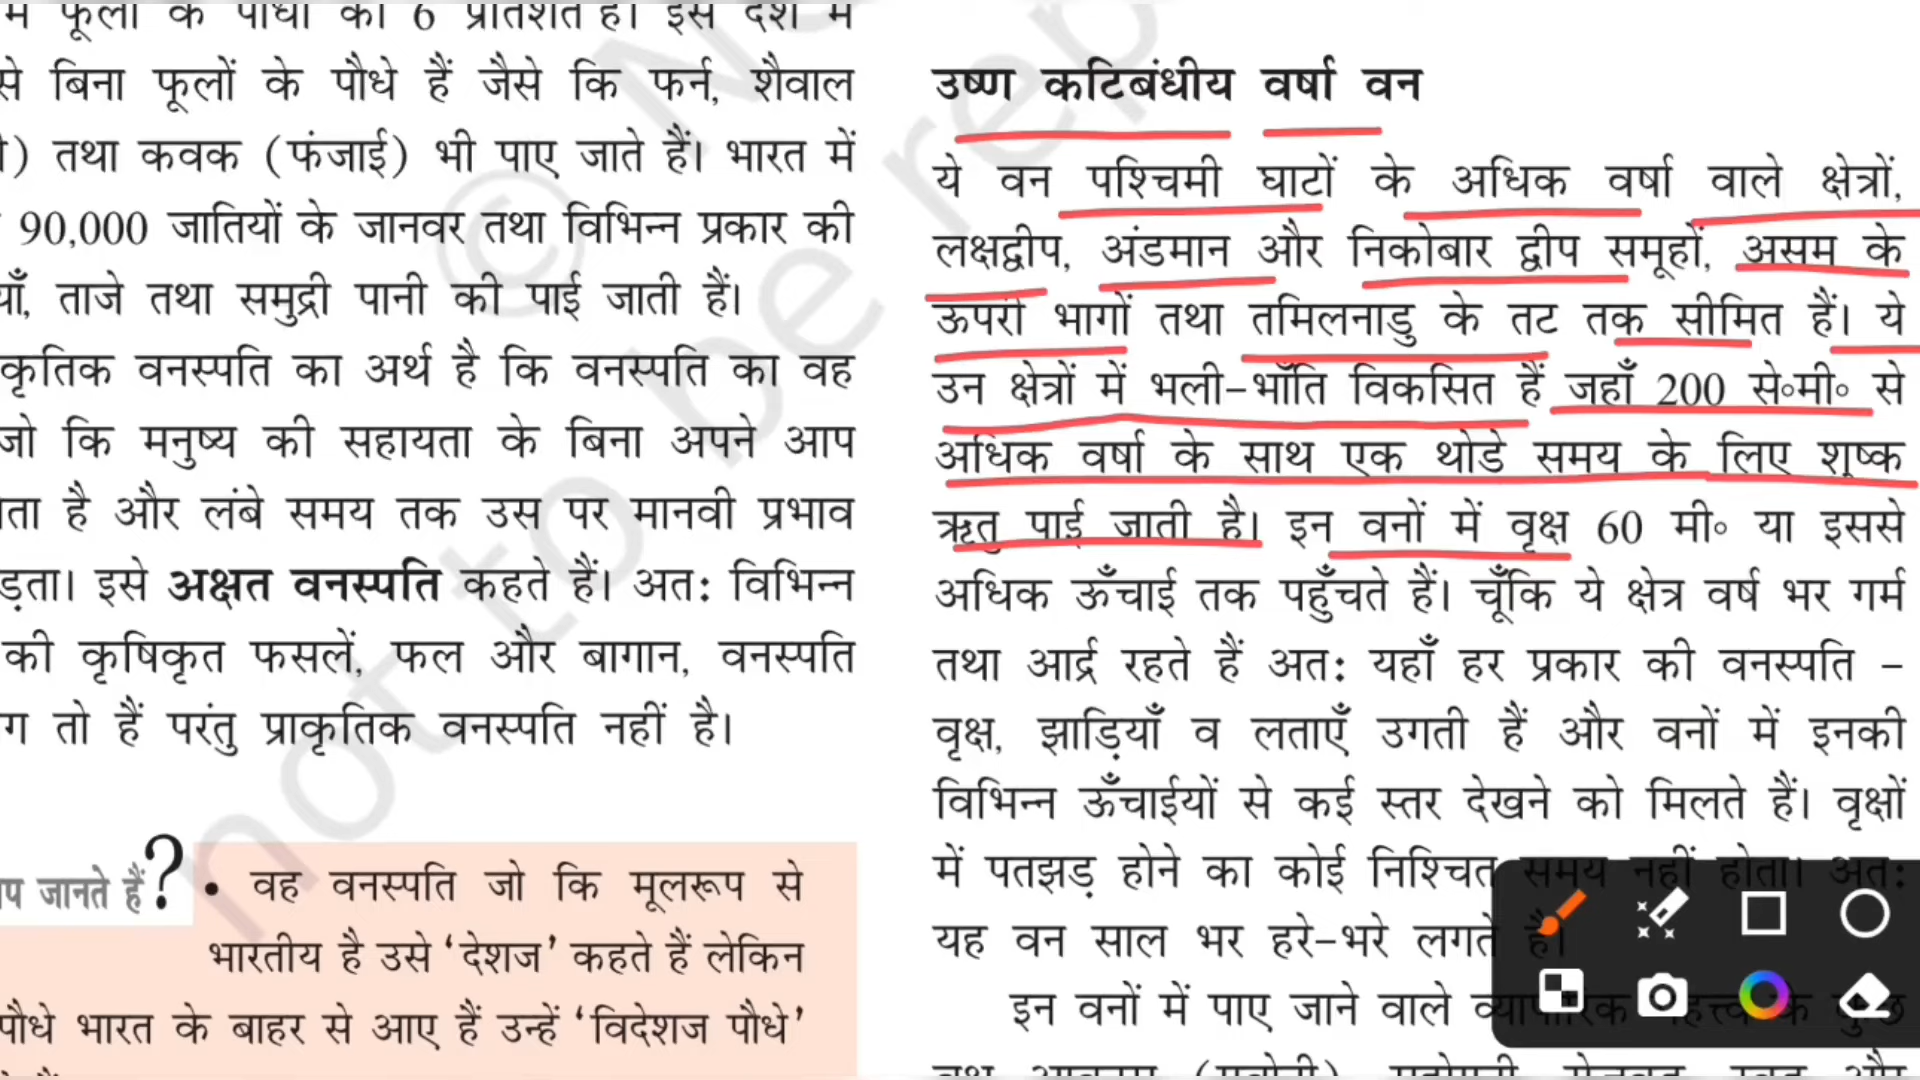 में फूलों के पौधों का 6 प्रतिशत है। इस देश में
से बिना फूलों के पौधे हैं जैसे कि फर्न, शैवाल
तथा कवक (फंजाई) भी पाए जाते हैं। भारत में
90,000 जातियों के जानवर तथा विभिन्न प्रकार की
ताजे तथा समुद्री पानी की पाई जाती हैं।
वनस्पति का अर्थ है कि वनस्पति का वह
जो कि मनुष्य की सहायता के बिना अपने आप
है और लंबे समय तक उस पर मानवी प्रभाव
इसे अक्षत वनस्पति कहते हैं। अतः विभिन्न
की कृषिकृत फसलें, फल और बागान, वनस्पति
तो हैं परंतु प्राकृतिक वनस्पति नहीं है।
जानते हैं?
• वह वनस्पति जो कि मूलरूप से
भारतीय है उसे ‘देशज’ कहते हैं लेकिन
पौधे भारत के बाहर से आए हैं उन्हें ‘विदेशज पौधे’
उष्ण कटिबंधीय वर्षा वन
ये वन पश्चिमी घाटों के अधिक वर्षा वाले क्षेत्रों,
लक्षद्वीप, अंडमान और निकोबार द्वीप समूहों, असम के
ऊपरी भागों तथा तमिलनाडु के तट तक सीमित हैं। ये
उन क्षेत्रों में भली-भाँति विकसित हैं जहाँ 200 से॰मी॰ से
अधिक वर्षा के साथ एक थोड़े समय के लिए शुष्क
ऋतु पाई जाती है। इन वनों में वृक्ष 60 मी॰ या इससे
अधिक ऊँचाई तक पहुँचते हैं। चूँकि ये क्षेत्र वर्ष भर गर्म
तथा आर्द्र रहते हैं अतः यहाँ हर प्रकार की वनस्पति –
वृक्ष, झाड़ियाँ व लताएँ उगती हैं और वनों में इनकी
विभिन्न ऊँचाईयों से कई स्तर देखने को मिलते हैं। वृक्षों
में पतझड़ होने का कोई निश्चित समय नहीं होता। अतः
यह वन साल भर हरे-भरे लगते हैं।
इन वनों में पाए जाने वाले व्यापारिक महत्त्व के कुछ
© not to be rep